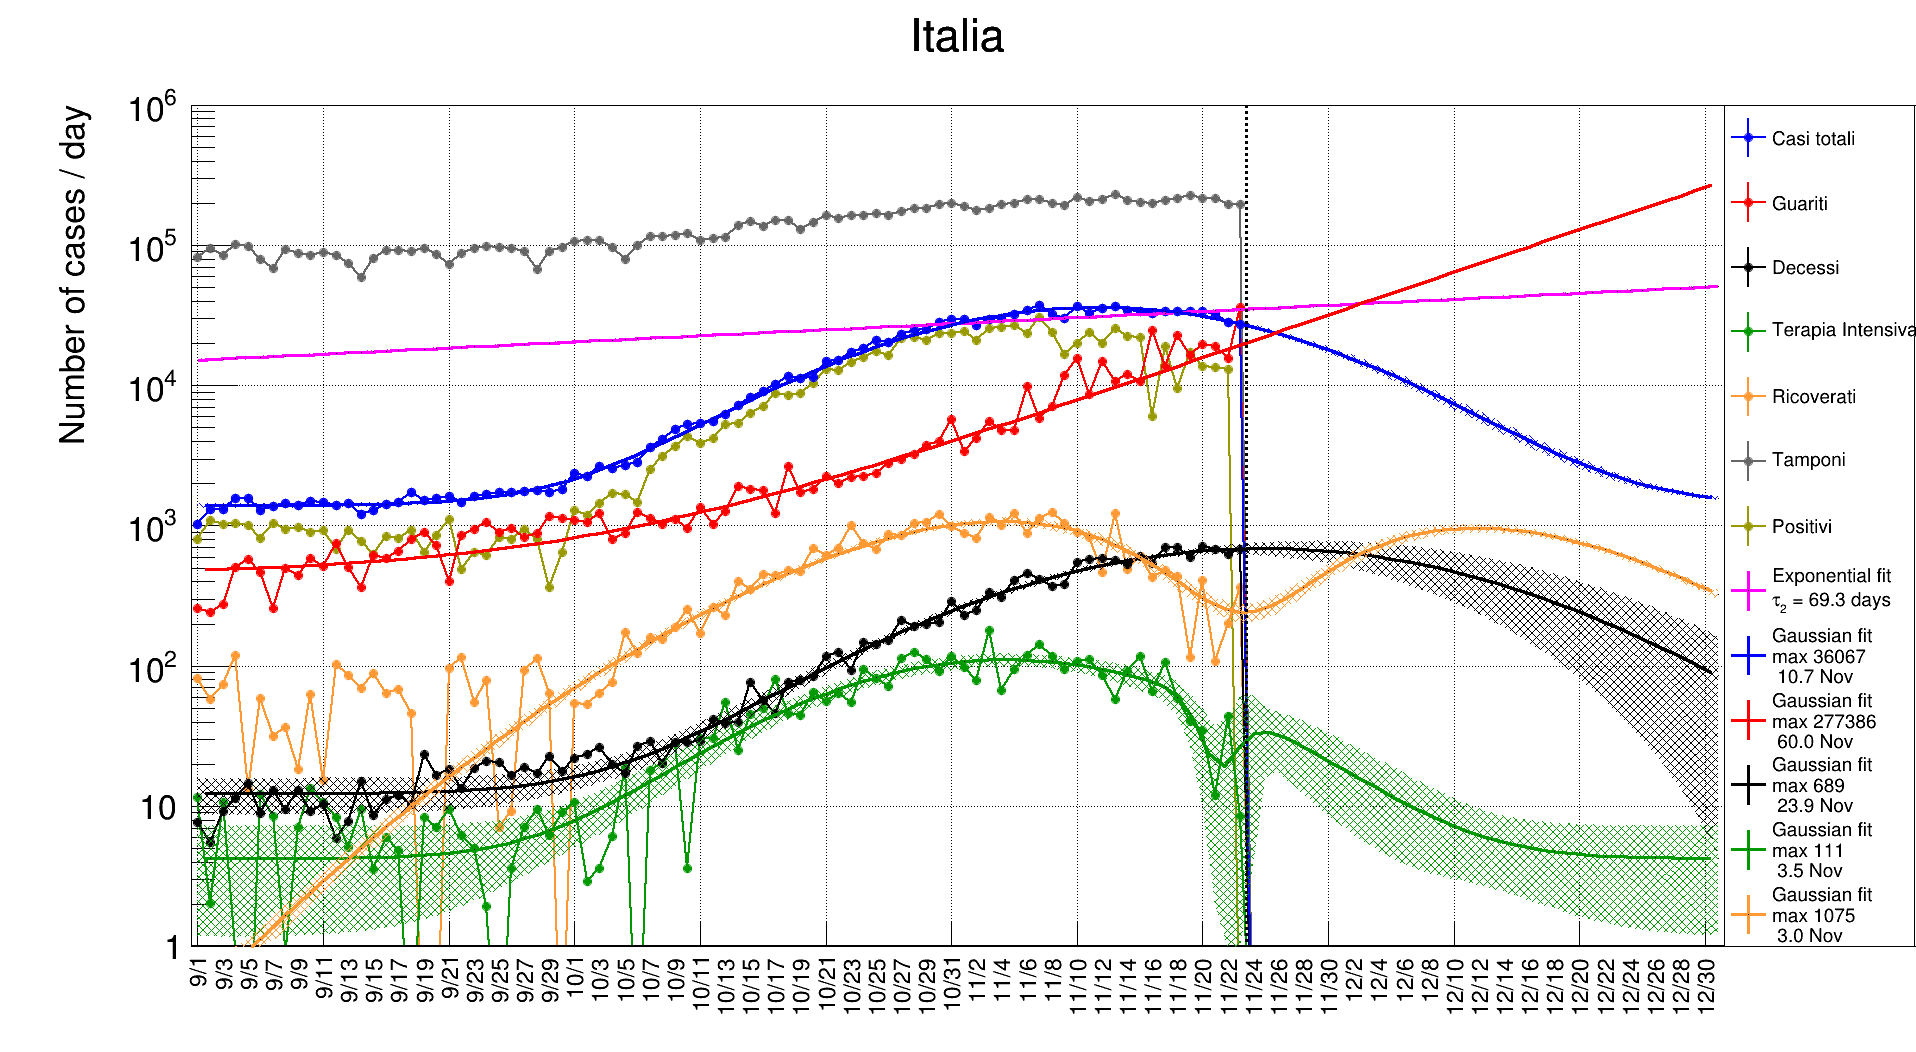 Italia
Number of cases / day
10^6
10^5
10^4
10^3
10^2
10
1
9/1 9/3 9/5 9/7 9/9 9/11 9/13 9/15 9/17 9/19 9/21 9/23 9/25 9/27 9/29 10/1 10/3 10/5 10/7 10/9 10/11 10/13 10/15 10/17 10/19 10/21 10/23 10/25 10/27 10/29 10/31 11/2 11/4 11/6 11/8 11/10 11/12 11/14 11/16 11/18 11/20 11/22 11/24 11/26 11/28 11/30 12/2 12/4 12/6 12/8 12/10 12/12 12/14 12/16 12/18 12/20 12/22 12/24 12/26 12/28 12/30
Casi totali
Guariti
Decessi
Terapia Intensiva
Ricoverati
Tamponi
Positivi
Exponential fit
τ₂ = 69.3 days
Gaussian fit
max 36067
10.7 Nov
Gaussian fit
max 277386
60.0 Nov
Gaussian fit
max 689
23.9 Nov
Gaussian fit
max 111
3.5 Nov
Gaussian fit
max 1075
3.0 Nov